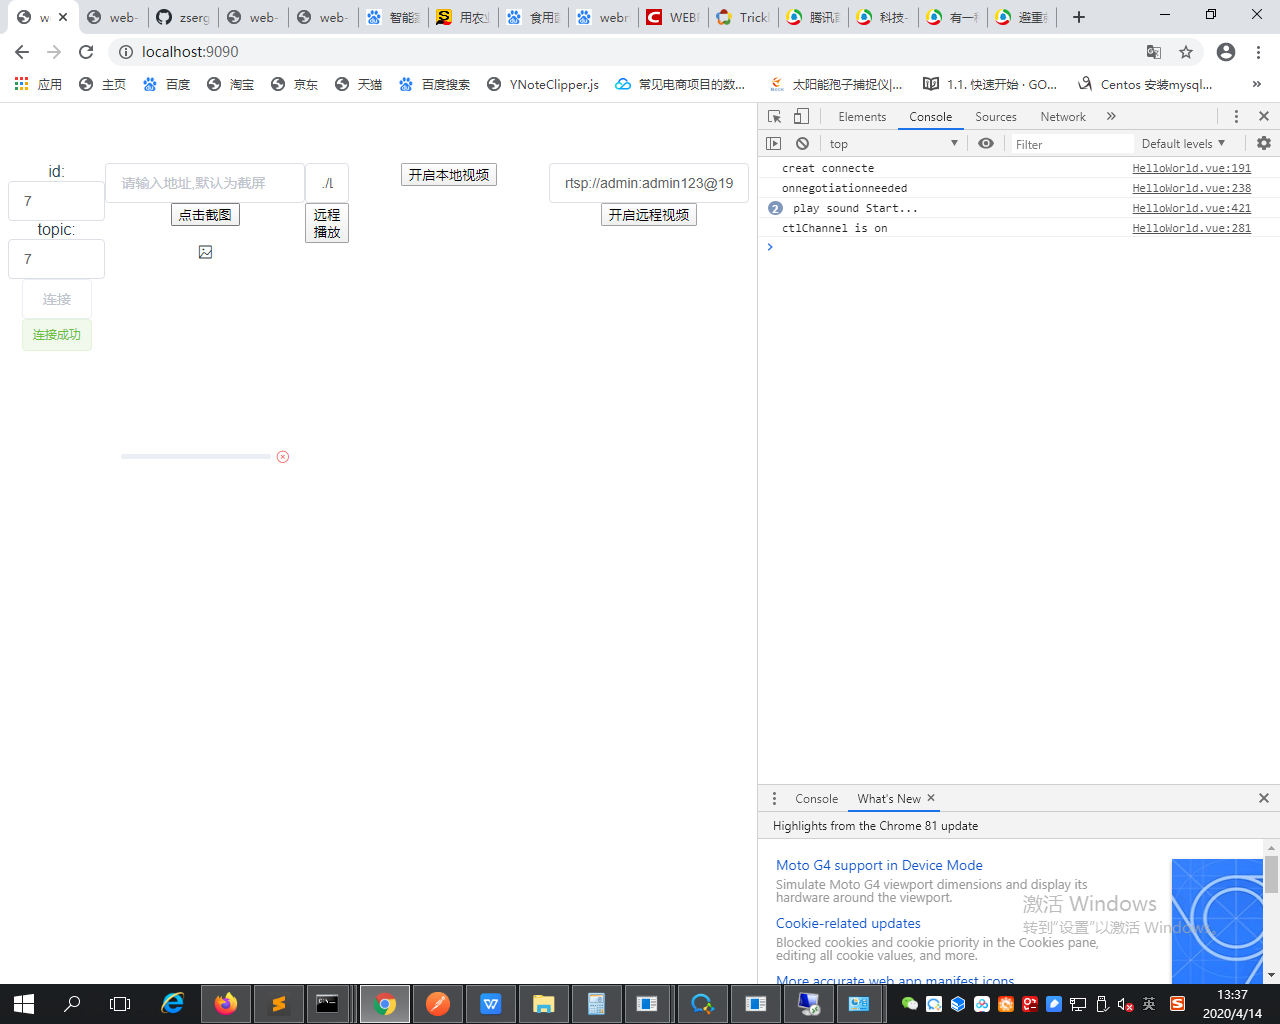 we
web-
zserg
web-
web-
智能
用农业
食用
webr
WEBR
Trickl
腾讯
科技-
有一
避重
localhost:9090
应用
主页
百度
淘宝
京东
天猫
百度搜索
YNoteClipper.js
常见电商项目的数...
太阳能孢子捕捉仪|...
1.1. 快速开始 · GO...
Centos 安装mysql...
»
id:
7
topic:
7
连接
连接成功
请输入地址,默认为截屏
点击截图
./l
远程
播放
开启本地视频
rtsp://admin:admin123@19
开启远程视频
Elements
Console
Sources
Network
»
top
Filter
Default levels
creat connecte
HelloWorld.vue:191
onnegotiationneeded
HelloWorld.vue:238
2 play sound Start...
HelloWorld.vue:421
ctlChannel is on
HelloWorld.vue:281
Console
What's New
Highlights from the Chrome 81 update
Moto G4 support in Device Mode
Simulate Moto G4 viewport dimensions and display its
hardware around the viewport.
Cookie-related updates
Blocked cookies and cookie priority in the Cookies pane,
editing all cookie values, and more.
More accurate web app manifest icons
激活 Windows
转到"设置"以激活 Windows。
英
13:37
2020/4/14